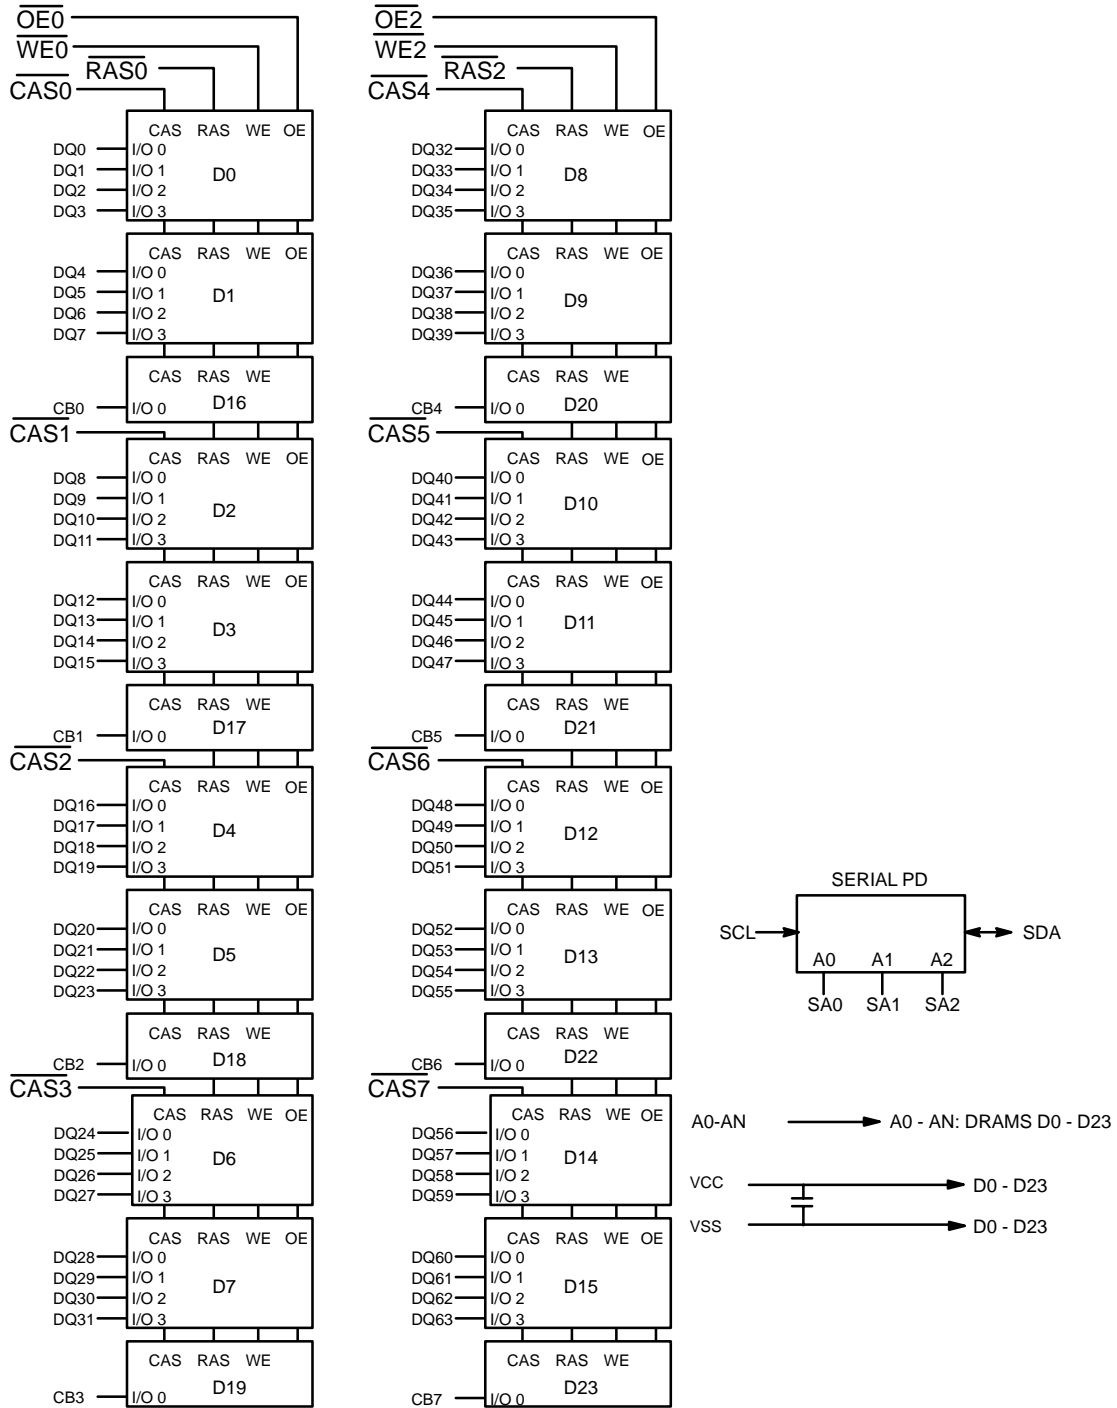 OE0
WE0
RAS0
CAS0
CAS RAS WE OE
DQ0 I/O 0
DQ1 I/O 1
D0
DQ2 I/O 2
DQ3 I/O 3
CAS RAS WE OE
DQ4 I/O 0
DQ5 I/O 1
D1
DQ6 I/O 2
DQ7 I/O 3
CAS RAS WE
D16
CB0 I/O 0
CAS1
CAS RAS WE OE
DQ8 I/O 0
DQ9 I/O 1
D2
DQ10 I/O 2
DQ11 I/O 3
CAS RAS WE OE
DQ12 I/O 0
DQ13 I/O 1
D3
DQ14 I/O 2
DQ15 I/O 3
CAS RAS WE
D17
CB1 I/O 0
CAS2
CAS RAS WE OE
DQ16 I/O 0
DQ17 I/O 1
D4
DQ18 I/O 2
DQ19 I/O 3
CAS RAS WE OE
DQ20 I/O 0
DQ21 I/O 1
D5
DQ22 I/O 2
DQ23 I/O 3
CAS RAS WE
D18
CB2 I/O 0
CAS3
CAS RAS WE OE
DQ24 I/O 0
DQ25 I/O 1
D6
DQ26 I/O 2
DQ27 I/O 3
CAS RAS WE OE
DQ28 I/O 0
DQ29 I/O 1
D7
DQ30 I/O 2
DQ31 I/O 3
CAS RAS WE
D19
CB3 I/O 0
OE2
WE2
RAS2
CAS4
CAS RAS WE OE
DQ32 I/O 0
DQ33 I/O 1
D8
DQ34 I/O 2
DQ35 I/O 3
CAS RAS WE OE
DQ36 I/O 0
DQ37 I/O 1
D9
DQ38 I/O 2
DQ39 I/O 3
CAS RAS WE
D20
CB4 I/O 0
CAS5
CAS RAS WE OE
DQ40 I/O 0
DQ41 I/O 1
D10
DQ42 I/O 2
DQ43 I/O 3
CAS RAS WE OE
DQ44 I/O 0
DQ45 I/O 1
D11
DQ46 I/O 2
DQ47 I/O 3
CAS RAS WE
D21
CB5 I/O 0
CAS6
CAS RAS WE OE
DQ48 I/O 0
DQ49 I/O 1
D12
DQ50 I/O 2
DQ51 I/O 3
CAS RAS WE OE
DQ52 I/O 0
DQ53 I/O 1
D13
DQ54 I/O 2
DQ55 I/O 3
CAS RAS WE
D22
CB6 I/O 0
CAS7
CAS RAS WE OE
DQ56 I/O 0
DQ57 I/O 1
D14
DQ58 I/O 2
DQ59 I/O 3
CAS RAS WE OE
DQ60 I/O 0
DQ61 I/O 1
D15
DQ62 I/O 2
DQ63 I/O 3
CAS RAS WE
D23
CB7 I/O 0
SERIAL PD
SCL SDA
A0 A1 A2
SA0 SA1 SA2
A0-AN A0 - AN: DRAMS D0 - D23
VCC D0 - D23
VSS D0 - D23